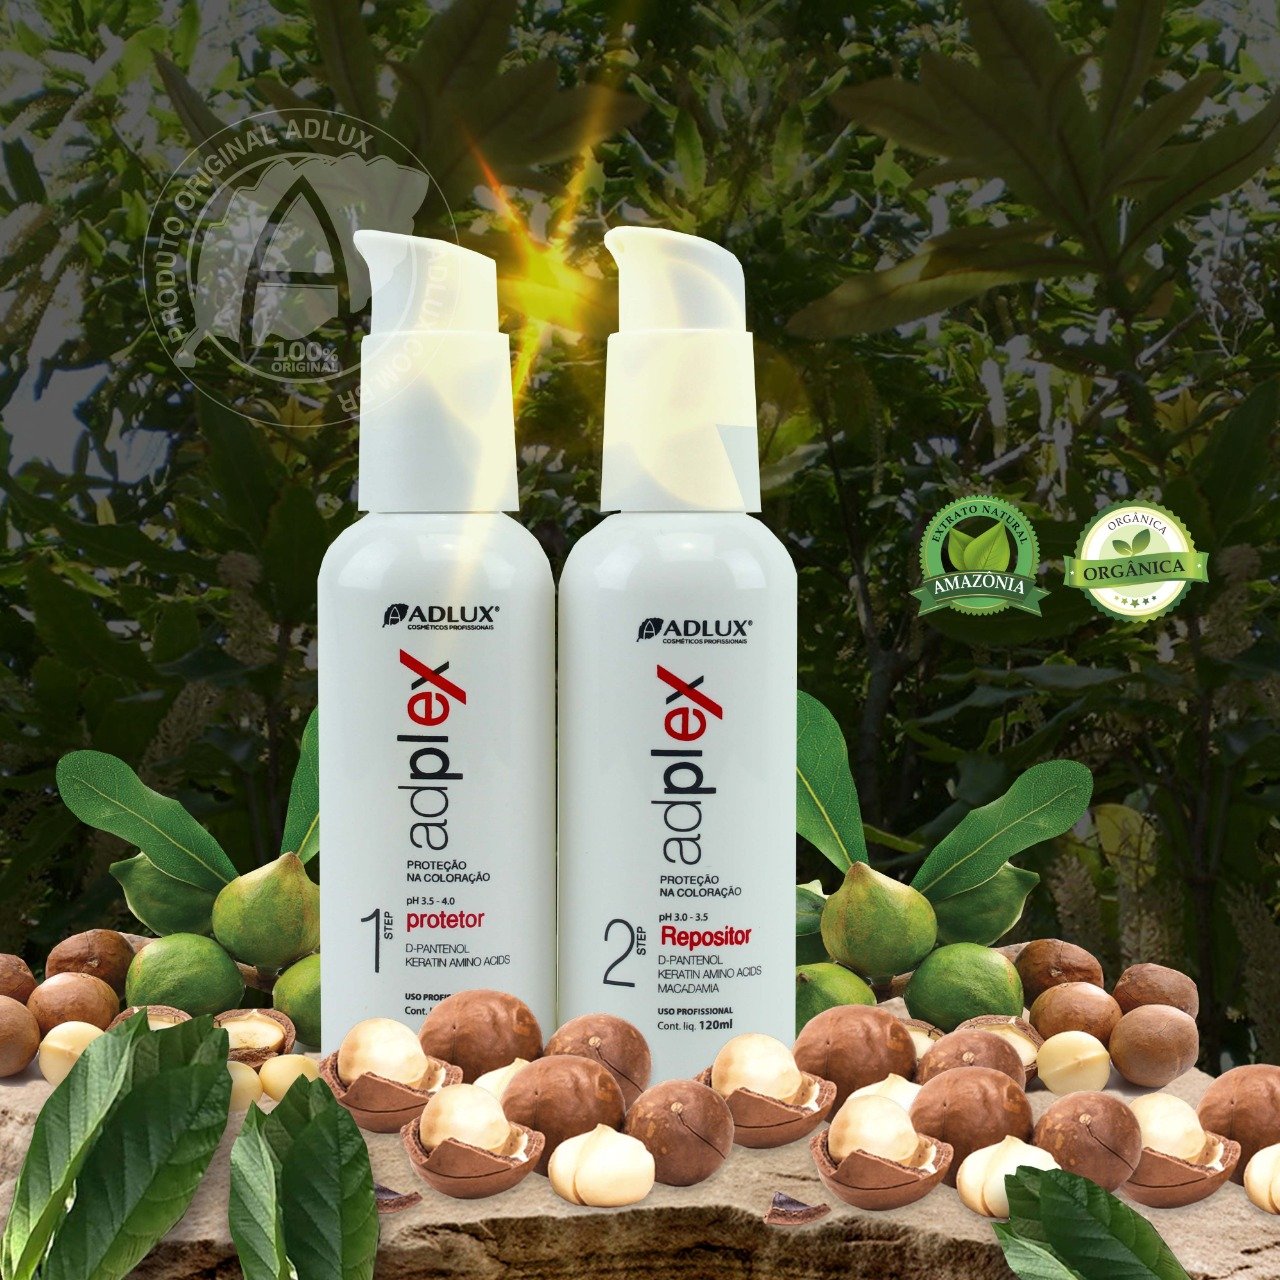 PRODUTO ORIGINAL ADLUX
ADLUX.COM.BR
A
100%
ORIGINAL
EXTRATO NATURAL
AMAZÔNIA
ORGÂNICA
ORGÂNICA
ADLUX®
COSMÉTICOS PROFISSIONAIS
adplex
PROTEÇÃO
NA COLORAÇÃO
pH 3.5 - 4.0
1 STEP
protetor
D-PANTENOL
KERATIN AMINO ACIDS
USO
Cont.
ADLUX®
COSMÉTICOS PROFISSIONAIS
adplex
PROTEÇÃO
NA COLORAÇÃO
pH 3.0 - 3.5
2 STEP
Repositor
D-PANTENOL
KERATIN AMINO ACIDS
MACADAMIA
USO PROFISSIONAL
Cont. liq. 120ml